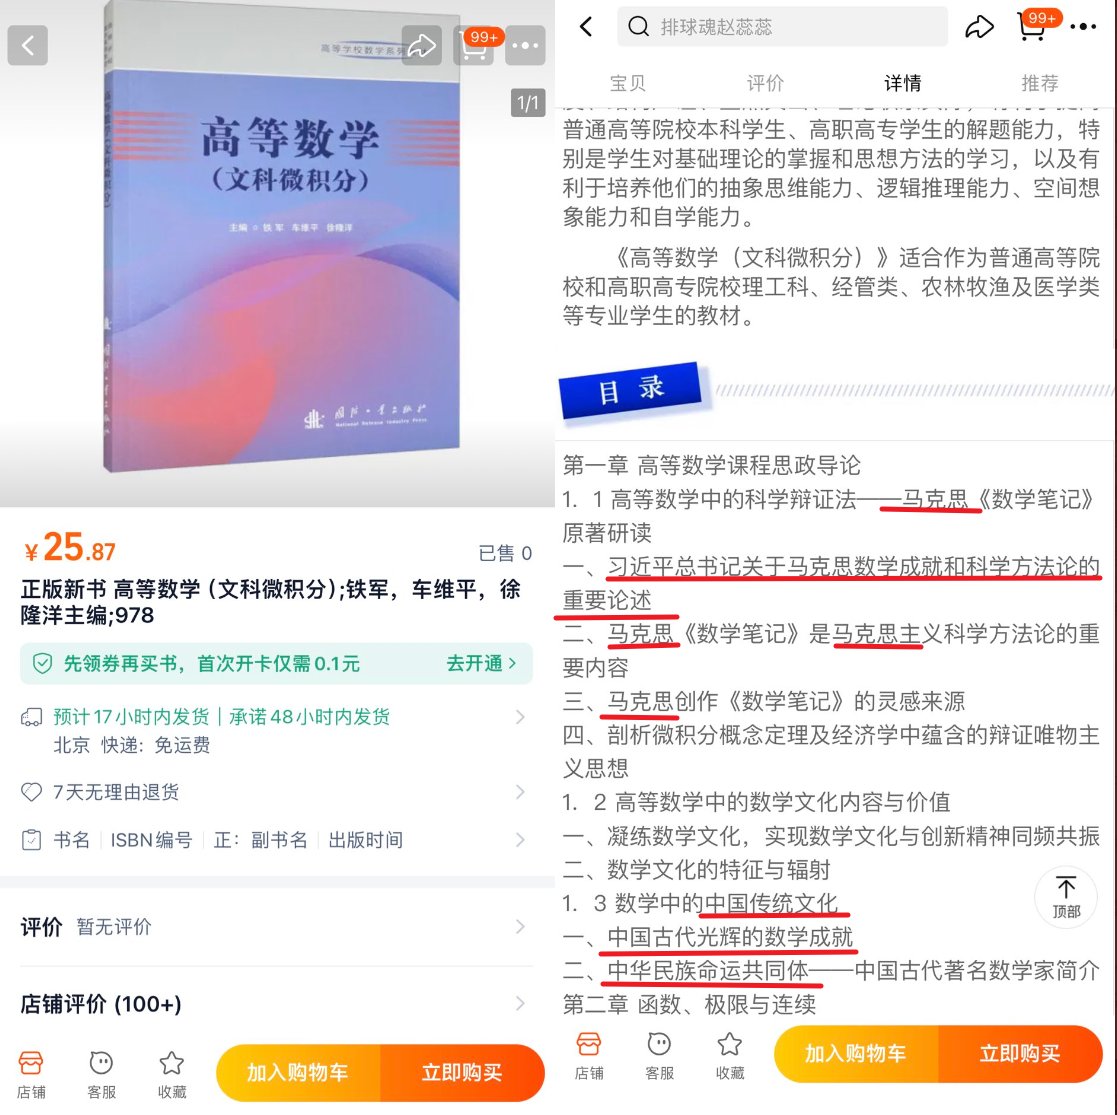 高等学校数学系列
99+
1/1
高等数学
(文科微积分)
主编 铁军 车维平 徐隆洋
国防工业出版社
National Defense Industry Press
¥25.87
已售 0
正版新书 高等数学 (文科微积分);铁军，车维平，徐
隆洋主编;978
先领券再买书，首次开卡仅需0.1元
去开通
预计17小时内发货｜承诺48小时内发货
北京 快递: 免运费
7天无理由退货
书名 | ISBN编号 | 正: 副书名 | 出版时间
评价 暂无评价
店铺评价 (100+)
店铺
客服
收藏
加入购物车
立即购买
排球魂赵蕊蕊
99+
宝贝
评价
详情
推荐
普通高等院校本科学生、高职高专学生的解题能力，特
别是学生对基础理论的掌握和思想方法的学习，以及有
利于培养他们的抽象思维能力、逻辑推理能力、空间想
象能力和自学能力。
《高等数学（文科微积分）》适合作为普通高等院
校和高职高专院校理工科、经管类、农林牧渔及医学类
等专业学生的教材。
目 录
第一章 高等数学课程思政导论
1. 1 高等数学中的科学辩证法——马克思《数学笔记》
原著研读
一、习近平总书记关于马克思数学成就和科学方法论的
重要论述
二、马克思《数学笔记》是马克思主义科学方法论的重
要内容
三、马克思创作《数学笔记》的灵感来源
四、剖析微积分概念定理及经济学中蕴含的辩证唯物主
义思想
1. 2 高等数学中的数学文化内容与价值
一、凝练数学文化，实现数学文化与创新精神同频共振
二、数学文化的特征与辐射
1. 3 数学中的中国传统文化
一、中国古代光辉的数学成就
二、中华民族命运共同体——中国古代著名数学家简介
第二章 函数、极限与连续
顶部
店铺
客服
收藏
加入购物车
立即购买